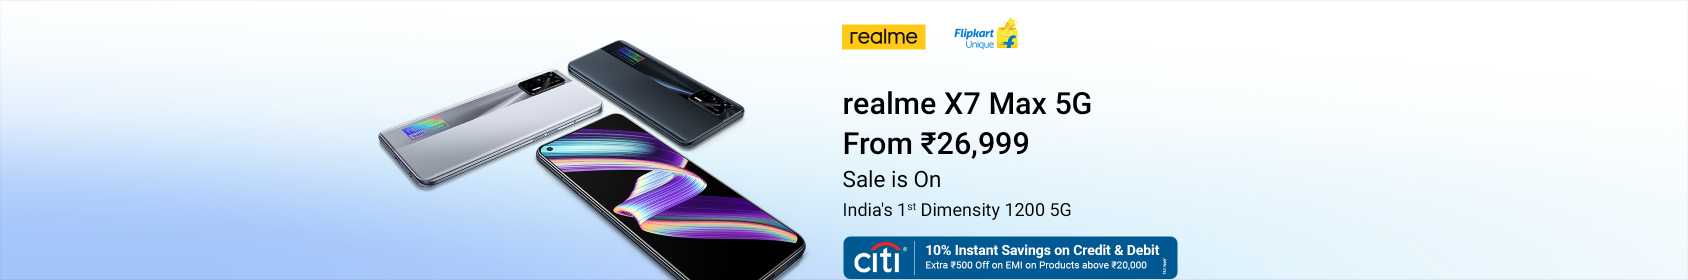 realme
Flipkart
Unique
realme X7 Max 5G
From ₹26,999
Sale is On
India's 1st Dimensity 1200 5G
citi
10% Instant Savings on Credit & Debit
Extra ₹500 Off on EMI on Products above ₹20,000